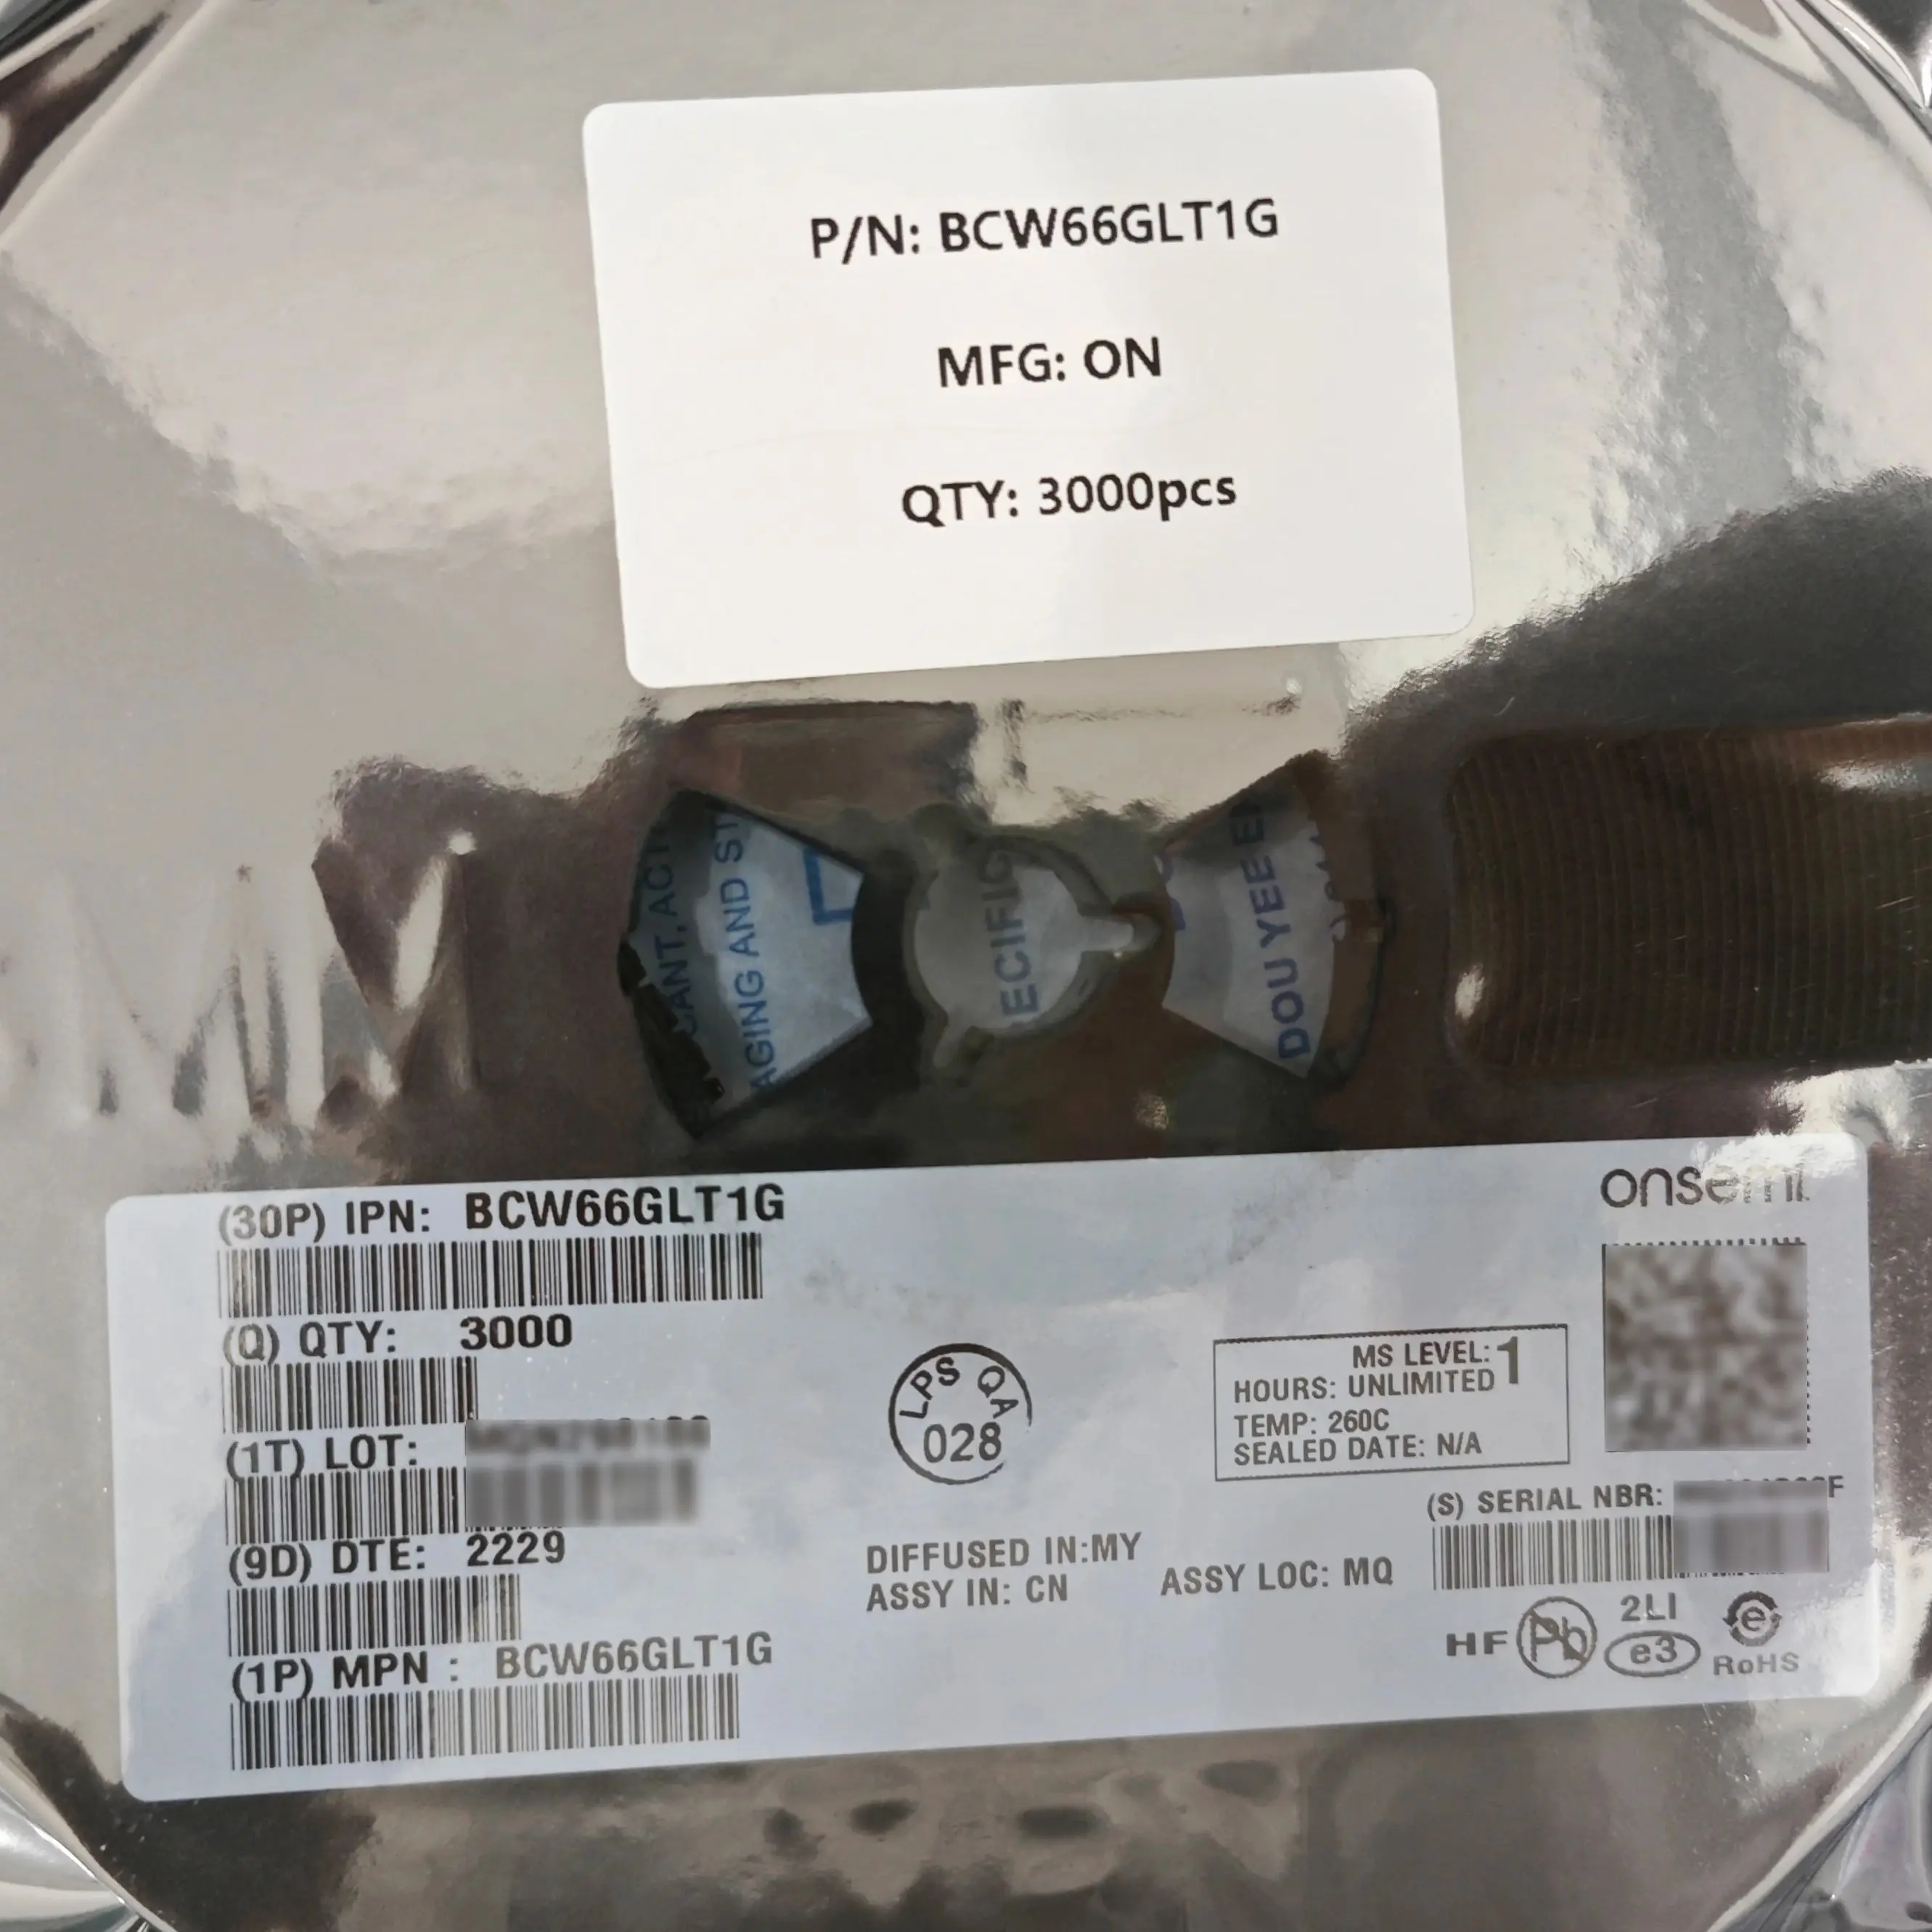 P/N: BCW66GLT1G
MFG: ON
QTY: 3000pcs
AGING AND ST
ECIFIC
DOU YEE E
onsemi
(30P) IPN: BCW66GLT1G
(Q) QTY: 3000
(1T) LOT:
(9D) DTE: 2229
(1P) MPN : BCW66GLT1G
LPS QA
028
DIFFUSED IN:MY
ASSY IN: CN
ASSY LOC: MQ
MS LEVEL: 1
HOURS: UNLIMITED
TEMP: 260C
SEALED DATE: N/A
(S) SERIAL NBR:
F
HF
Pb
2LI
e3
e
RoHS